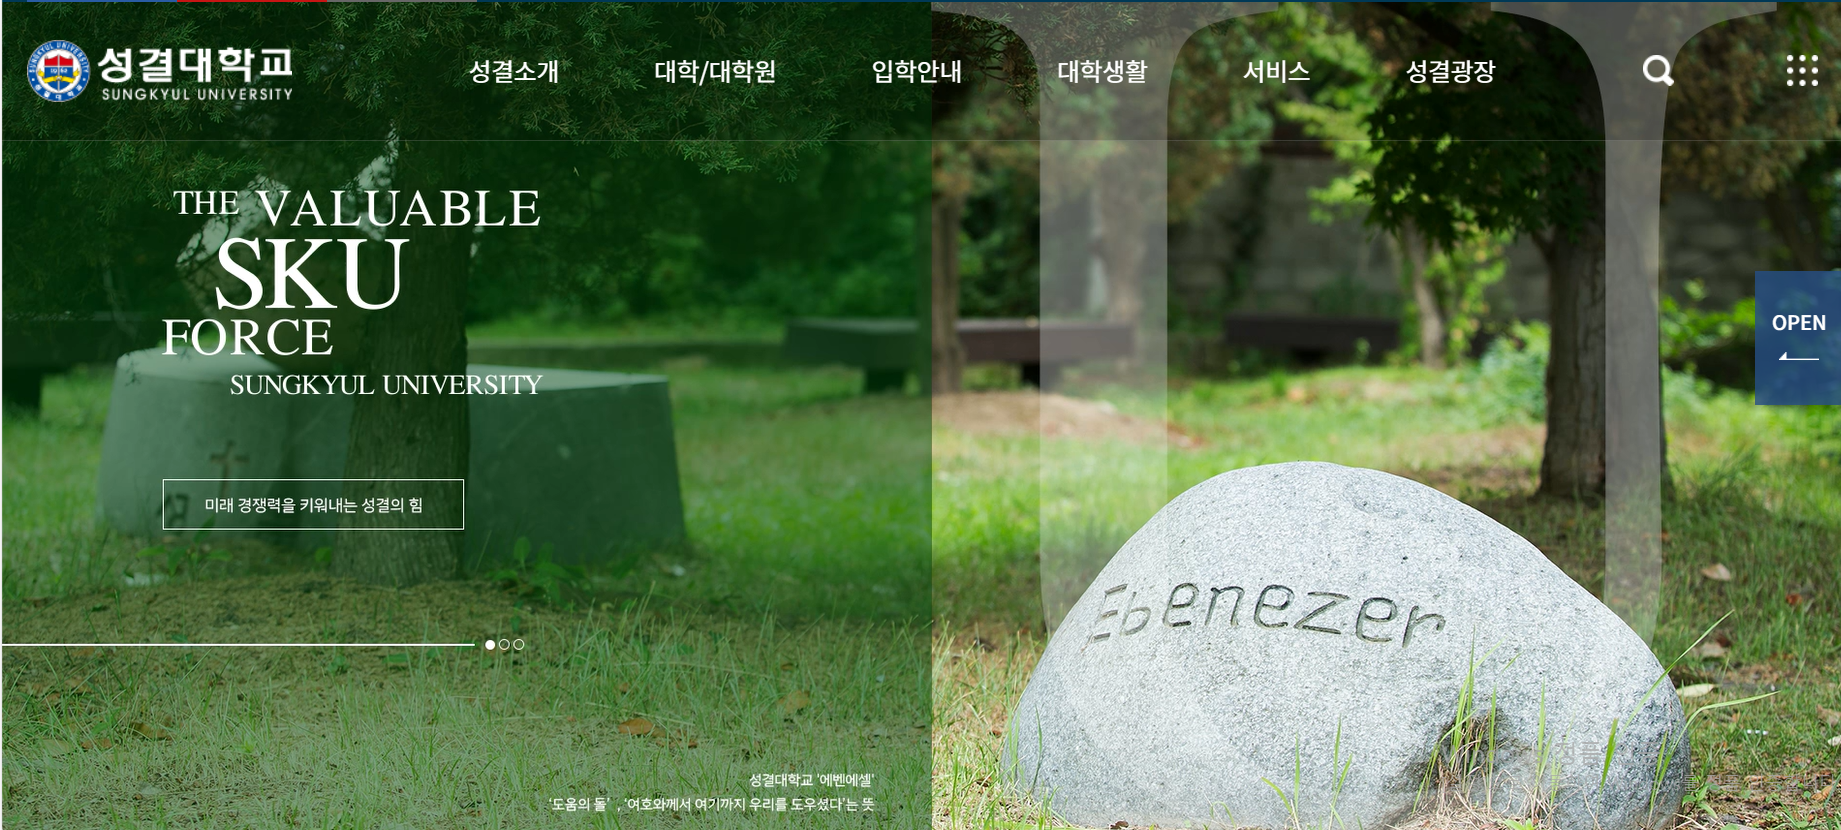 성결대학교
SUNGKYUL UNIVERSITY
성결소개
대학/대학원
입학안내
대학생활
서비스
성결광장
THE VALUABLE
SKU
FORCE
SUNGKYUL UNIVERSITY
미래 경쟁력을 키워내는 성결의 힘
OPEN
Ebenezer
성결대학교 '에벤에셀'
'도움의 돌' , '여호와께서 여기까지 우리를 도우셨다'는 뜻